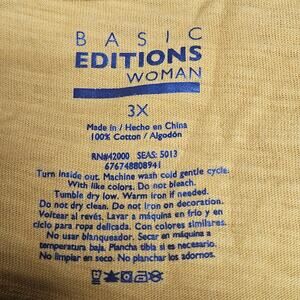 BASIC
EDITIONS
WOMAN
3X
Made in / Hecho en China
100% Cotton / Algodón
RN#42000 SEAS: 5013
676748808941
Turn inside out. Machine wash cold gentle cycle.
With like colors. Do not bleach.
Tumble dry low. Warm iron if needed.
Do not dry clean. Do not iron on decoration.
Voltear al revés. Lavar a máquina en frío y en
ciclo para ropa delicada. Con colores similares.
No usar blanqueador. Secar en máquina a
temperatura baja. Plancha tibia si es necesario.
No limpiar en seco. No planchar los adornos.